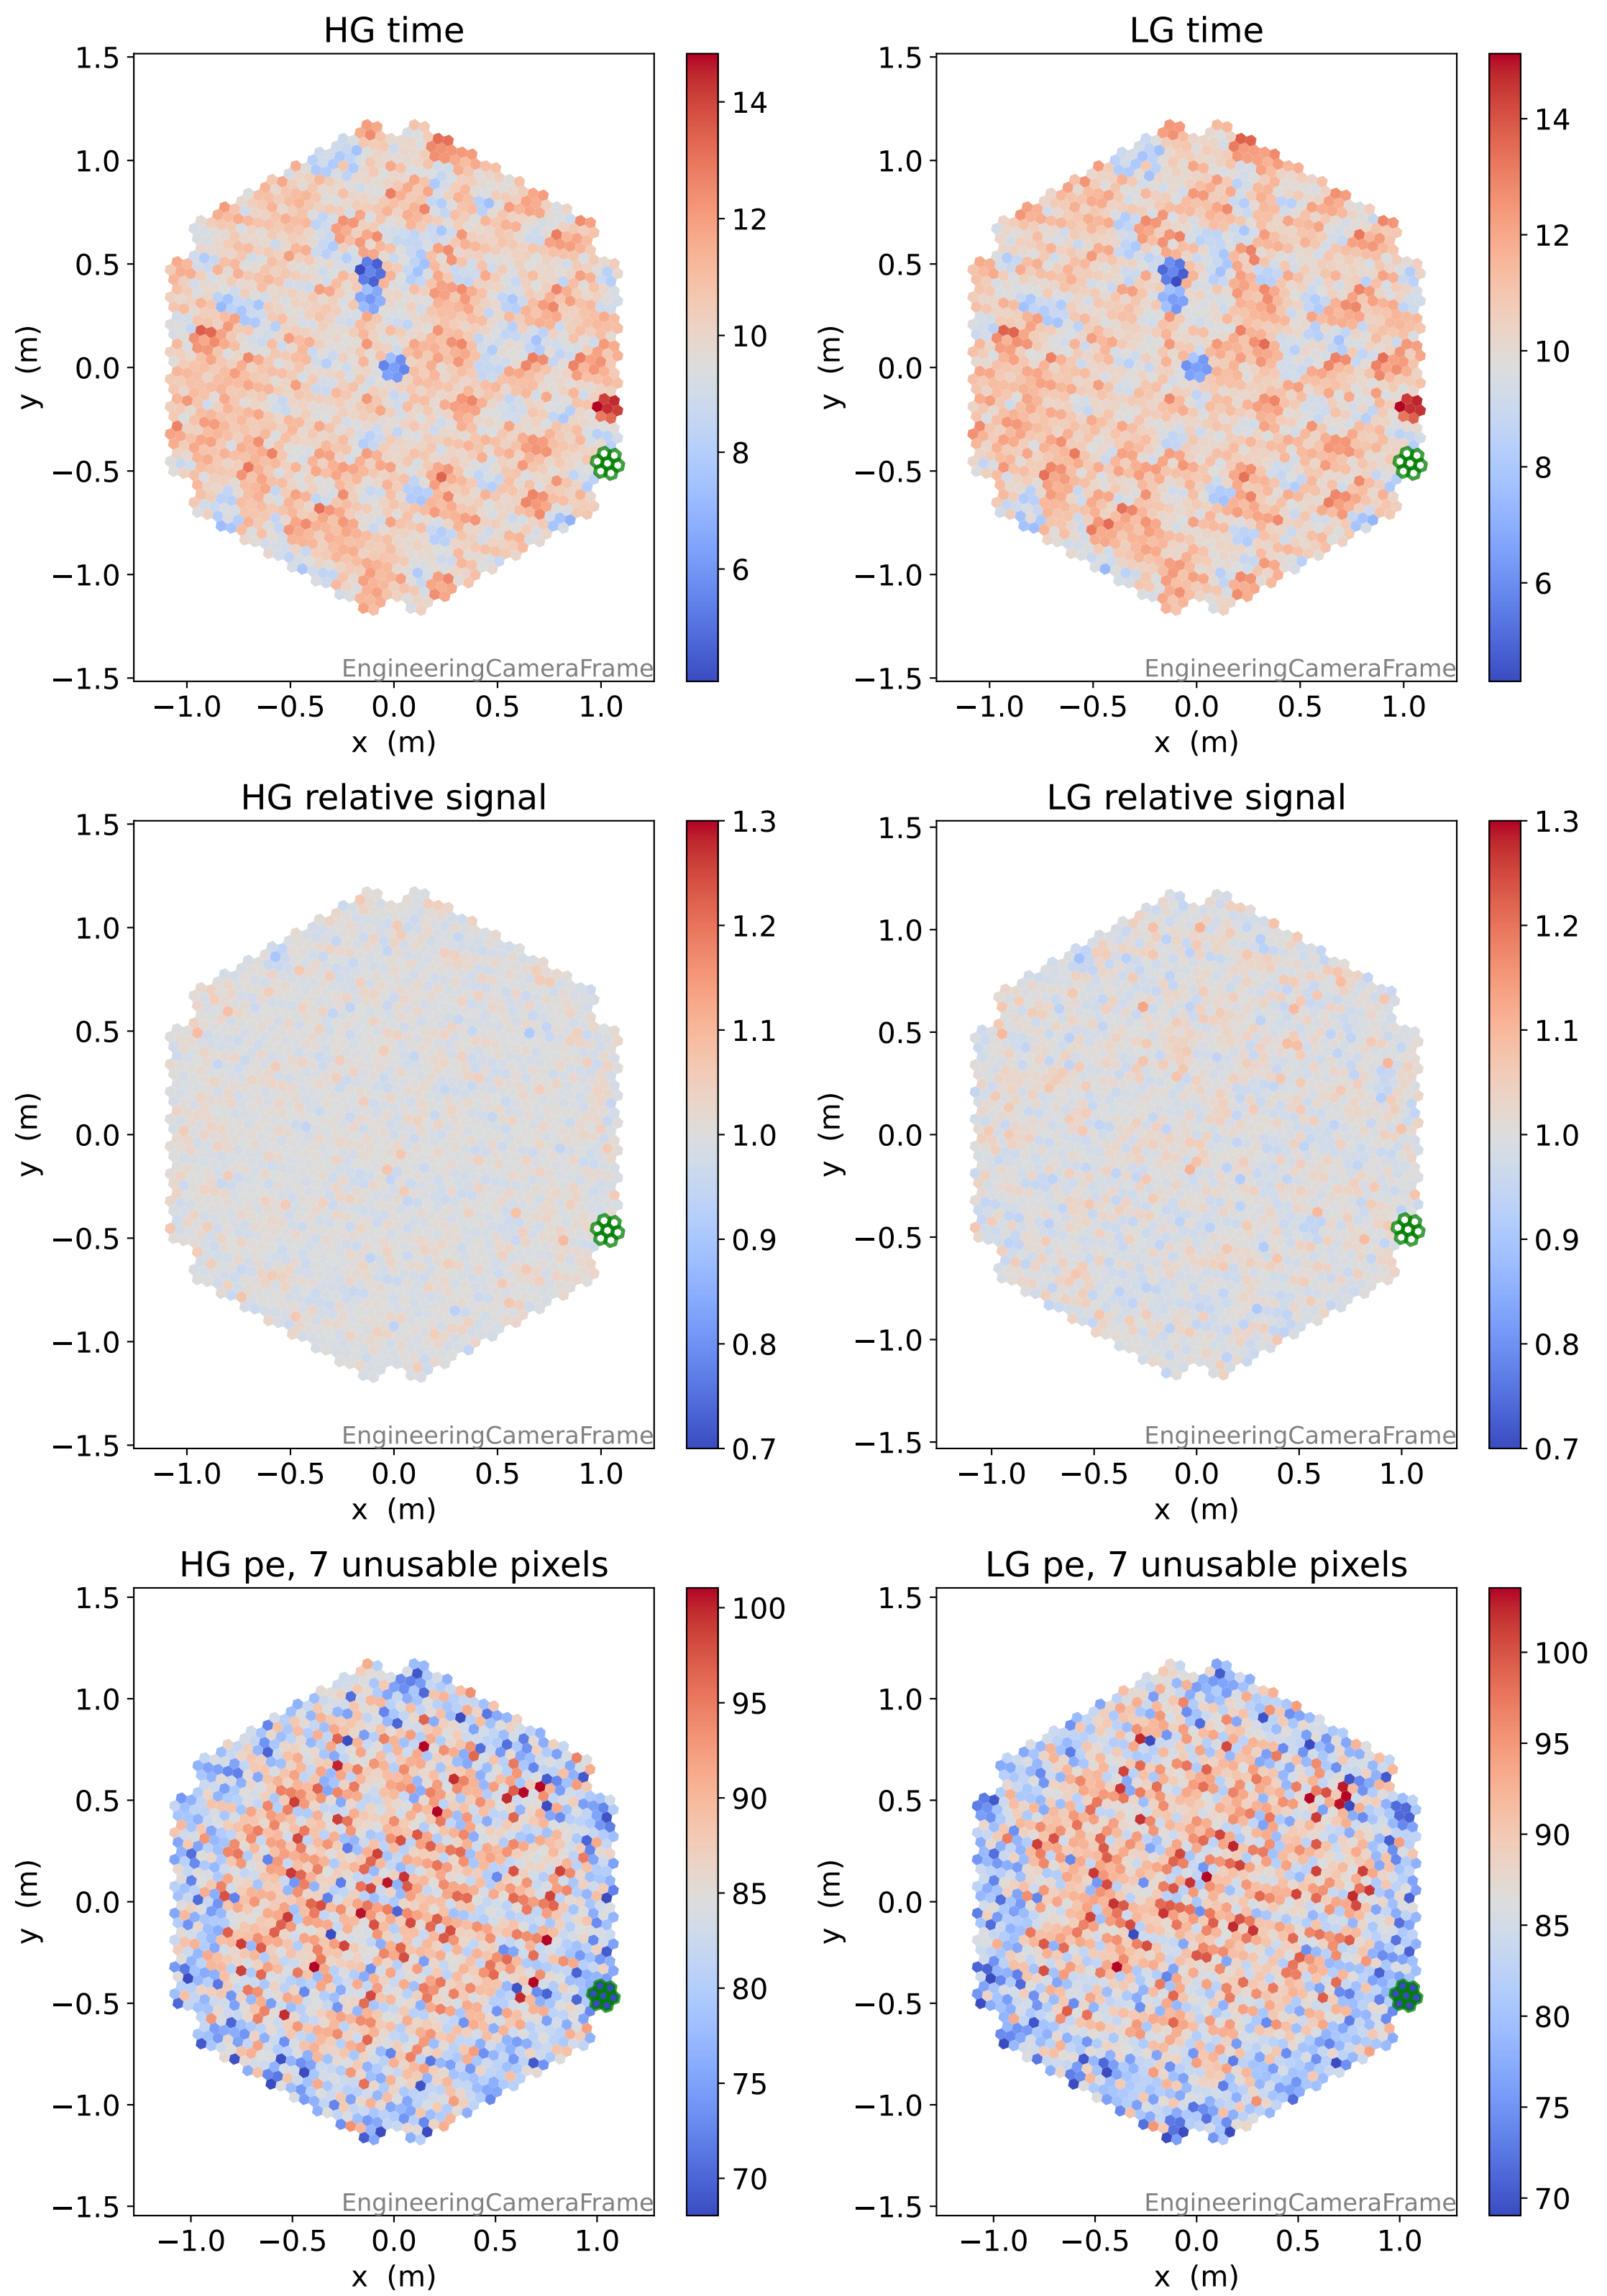 HG time
1.5
1.0
0.5
0.0
−0.5
−1.0
−1.5
y (m)
−1.0 −0.5 0.0 0.5 1.0
x (m)
EngineeringCameraFrame
14
12
10
8
6
LG time
1.5
1.0
0.5
0.0
−0.5
−1.0
−1.5
y (m)
−1.0 −0.5 0.0 0.5 1.0
x (m)
EngineeringCameraFrame
14
12
10
8
6
HG relative signal
1.5
1.0
0.5
0.0
−0.5
−1.0
−1.5
y (m)
−1.0 −0.5 0.0 0.5 1.0
x (m)
EngineeringCameraFrame
1.3
1.2
1.1
1.0
0.9
0.8
0.7
LG relative signal
1.5
1.0
0.5
0.0
−0.5
−1.0
−1.5
y (m)
−1.0 −0.5 0.0 0.5 1.0
x (m)
EngineeringCameraFrame
1.3
1.2
1.1
1.0
0.9
0.8
0.7
HG pe, 7 unusable pixels
1.5
1.0
0.5
0.0
−0.5
−1.0
−1.5
y (m)
−1.0 −0.5 0.0 0.5 1.0
x (m)
EngineeringCameraFrame
100
95
90
85
80
75
70
LG pe, 7 unusable pixels
1.5
1.0
0.5
0.0
−0.5
−1.0
−1.5
y (m)
−1.0 −0.5 0.0 0.5 1.0
x (m)
EngineeringCameraFrame
100
95
90
85
80
75
70